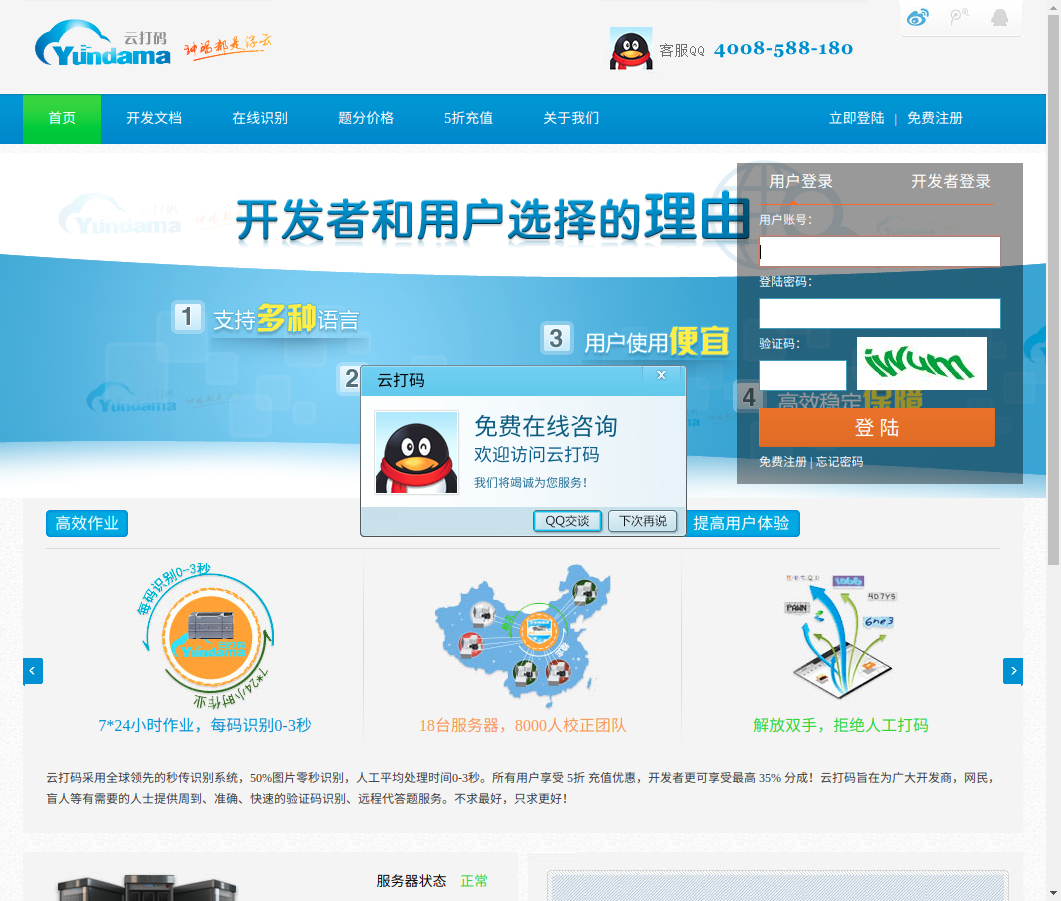 Yundama 云打码
神码都是浮云
客服QQ 4008-588-180
首页 开发文档 在线识别 题分价格 5折充值 关于我们 立即登陆 | 免费注册
开发者和用户选择的理由
1 支持多种语言
2
3 用户使用便宜
4 高效稳定保障
用户登录 开发者登录
用户账号：
登陆密码：
验证码：
登 陆
免费注册 | 忘记密码
云打码 x
免费在线咨询
欢迎访问云打码
我们将竭诚为您服务！
QQ交谈 下次再说
高效作业
提高用户体验
每码识别0--3秒
Yundama
7*24小时作业
PAWN
4D7YS
6ne3
7*24小时作业，每码识别0-3秒
18台服务器，8000人校正团队
解放双手，拒绝人工打码
云打码采用全球领先的秒传识别系统，50%图片零秒识别，人工平均处理时间0-3秒。所有用户享受 5折 充值优惠，开发者更可享受最高 35% 分成！云打码旨在为广大开发商，网民，
盲人等有需要的人士提供周到、准确、快速的验证码识别、远程代答题服务。不求最好，只求更好！
服务器状态 正常